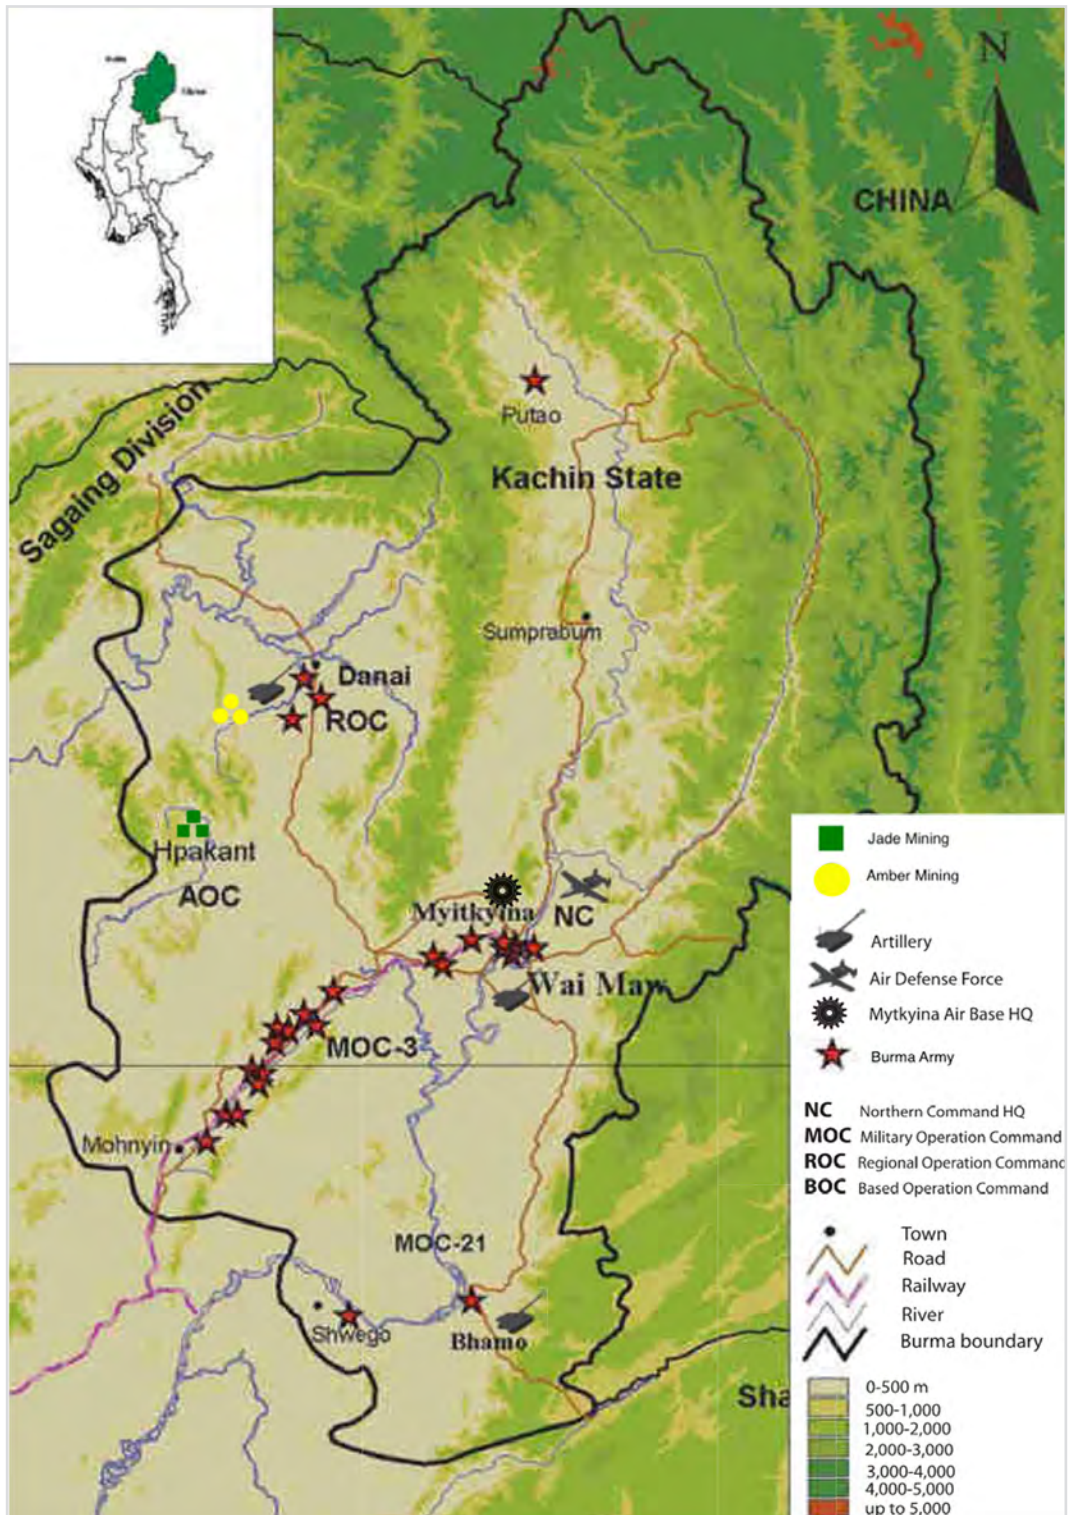 N
CHINA
Sagaing Division
Putao
Kachin State
Sumprabum
Danai
ROC
Hpakant
AOC
Myitkyina
NC
Wai Maw
MOC-3
Mohnyin
MOC-21
Shwego
Bhamo
Sha
Jade Mining
Amber Mining
Artillery
Air Defense Force
Mytkyina Air Base HQ
Burma Army
NC Northern Command HQ
MOC Military Operation Command
ROC Regional Operation Command
BOC Based Operation Command
Town
Road
Railway
River
Burma boundary
0-500 m
500-1,000
1,000-2,000
2,000-3,000
3,000-4,000
4,000-5,000
up to 5,000